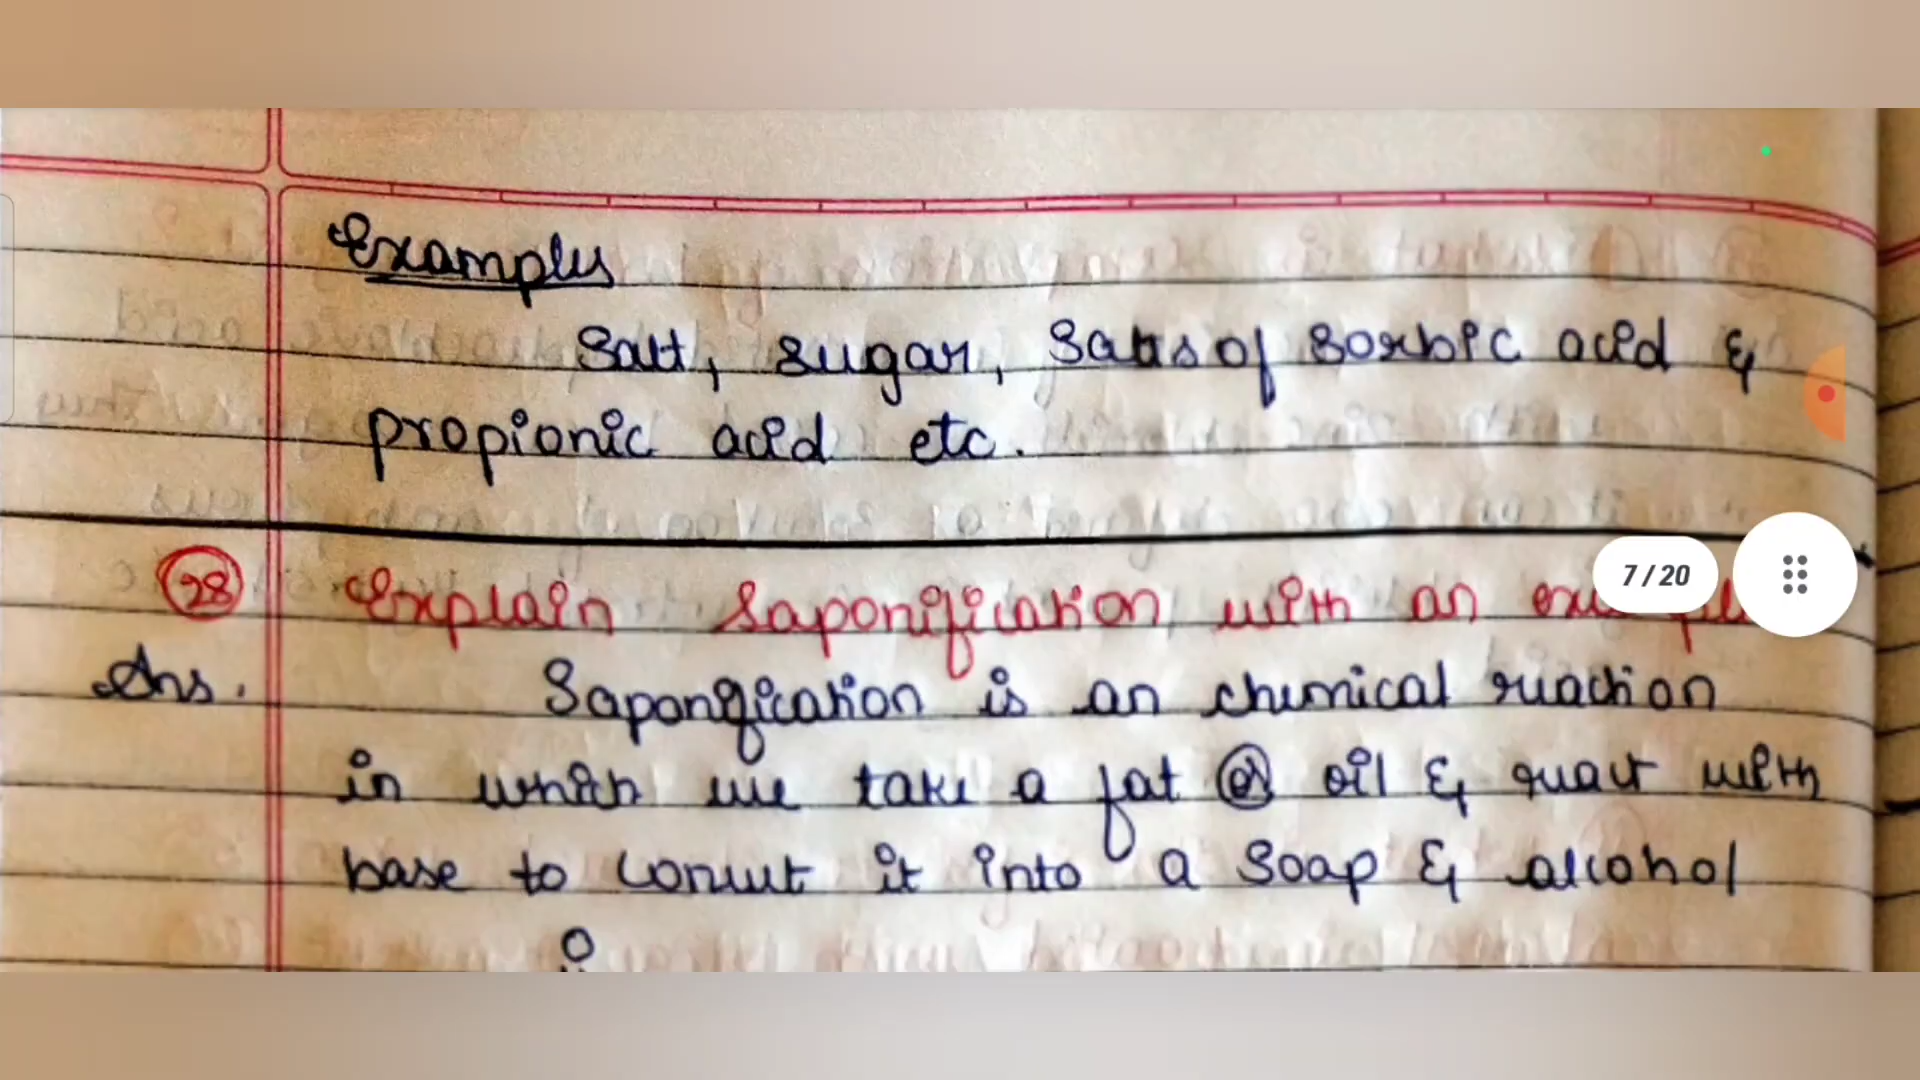 Examples
Salt, sugar, Salts of Sorbic acid &
propionic acid etc.
28 Explain Saponification with an
7 / 20
Ans. Saponification is an chemical reaction
in which we take a fat or oil & react with
base to convert it into a soap & alcohol